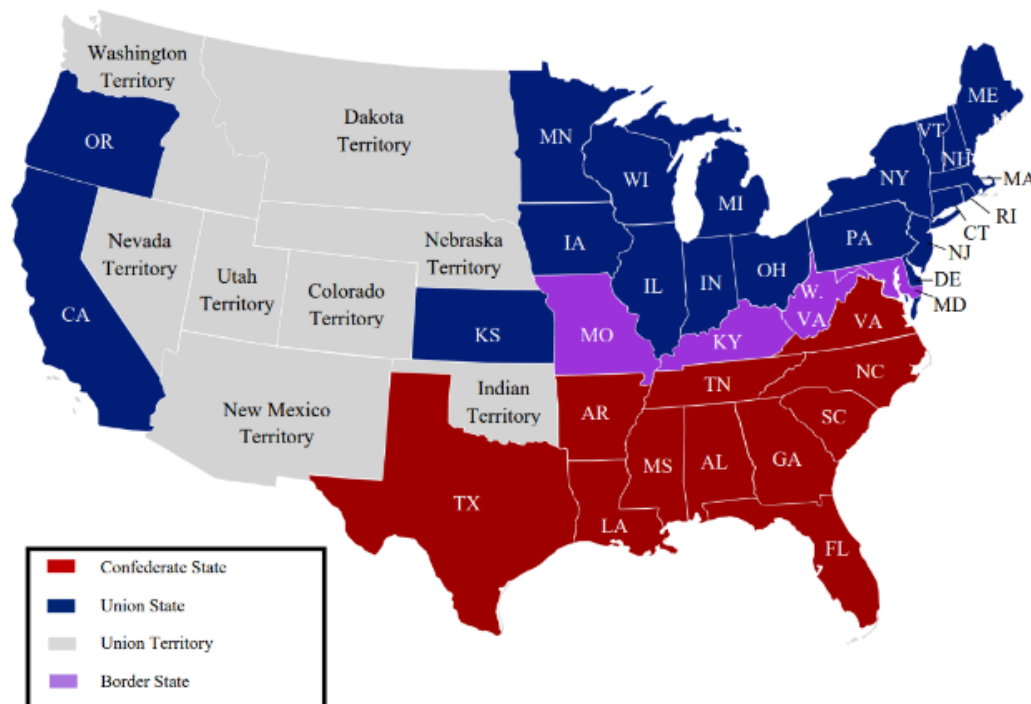 Washington
Territory
ME
OR
Dakota
Territory
MN
VT
NH
MA
WI
NY
MI
RI
CT
Nevada
Territory
Nebraska
Territory
IA
PA
NJ
Utah
Territory
Colorado
Territory
IL
IN
OH
DE
CA
W.
VA
MD
KS
MO
KY
VA
TN
NC
Indian
Territory
New Mexico
Territory
AR
SC
MS
AL
GA
TX
LA
FL
Confederate State
Union State
Union Territory
Border State